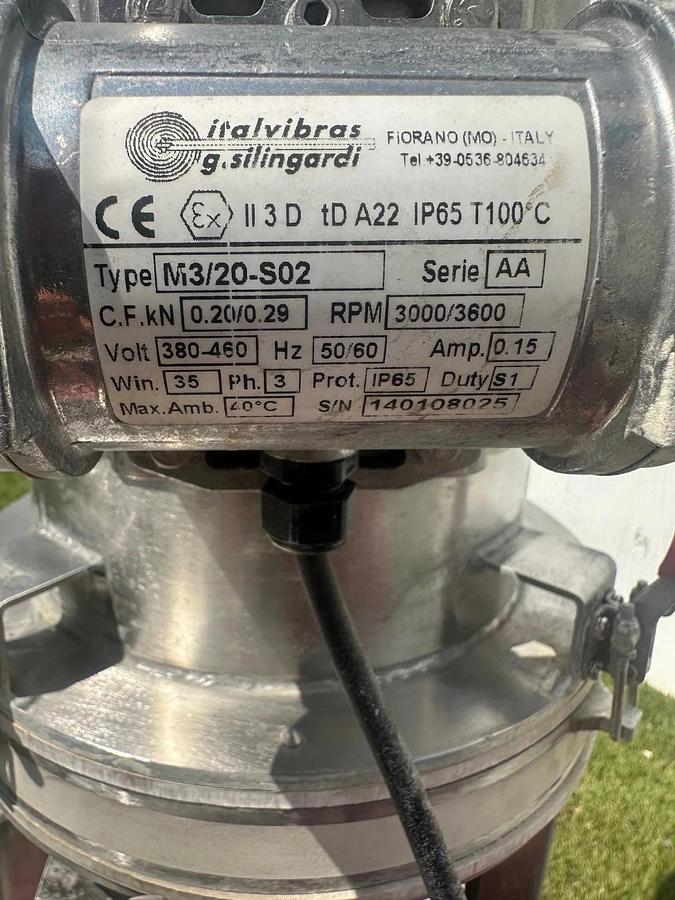 italvibras
g.silingardi
FIORANO (MO) - ITALY
Tel +39-0536-804634
CE Ex II 3 D tD A22 IP65 T100°C
Type M3/20-S02 Serie AA
C.F.kN 0.20/0.29 RPM 3000/3600
Volt 380-460 Hz 50/60 Amp. 0.15
Win. 35 Ph. 3 Prot. IP65 Duty S1
Max.Amb. 40°C S/N 140108025